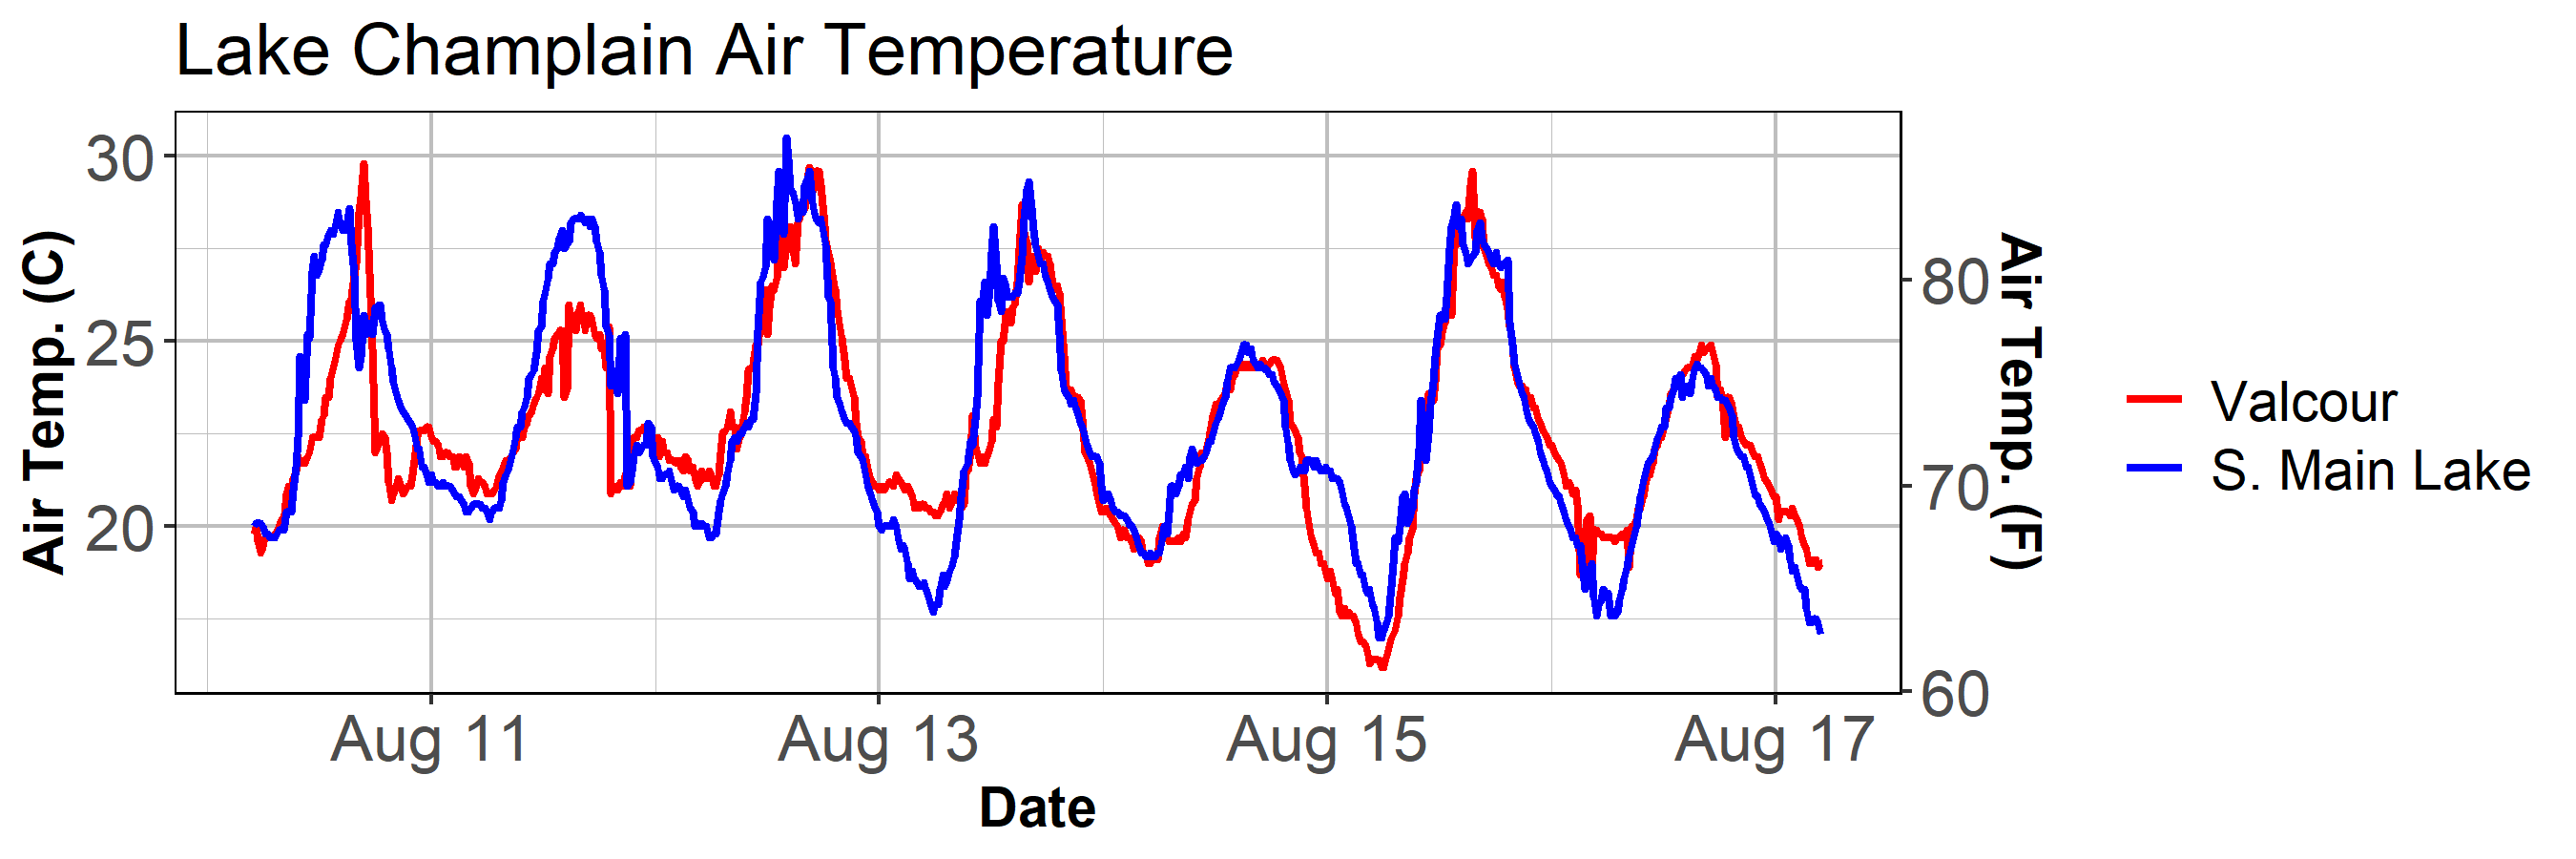 Lake Champlain Air Temperature
Air Temp. (C)
30
25
20
Air Temp. (F)
80
70
60
Aug 11
Aug 13
Aug 15
Aug 17
Date
Valcour
S. Main Lake